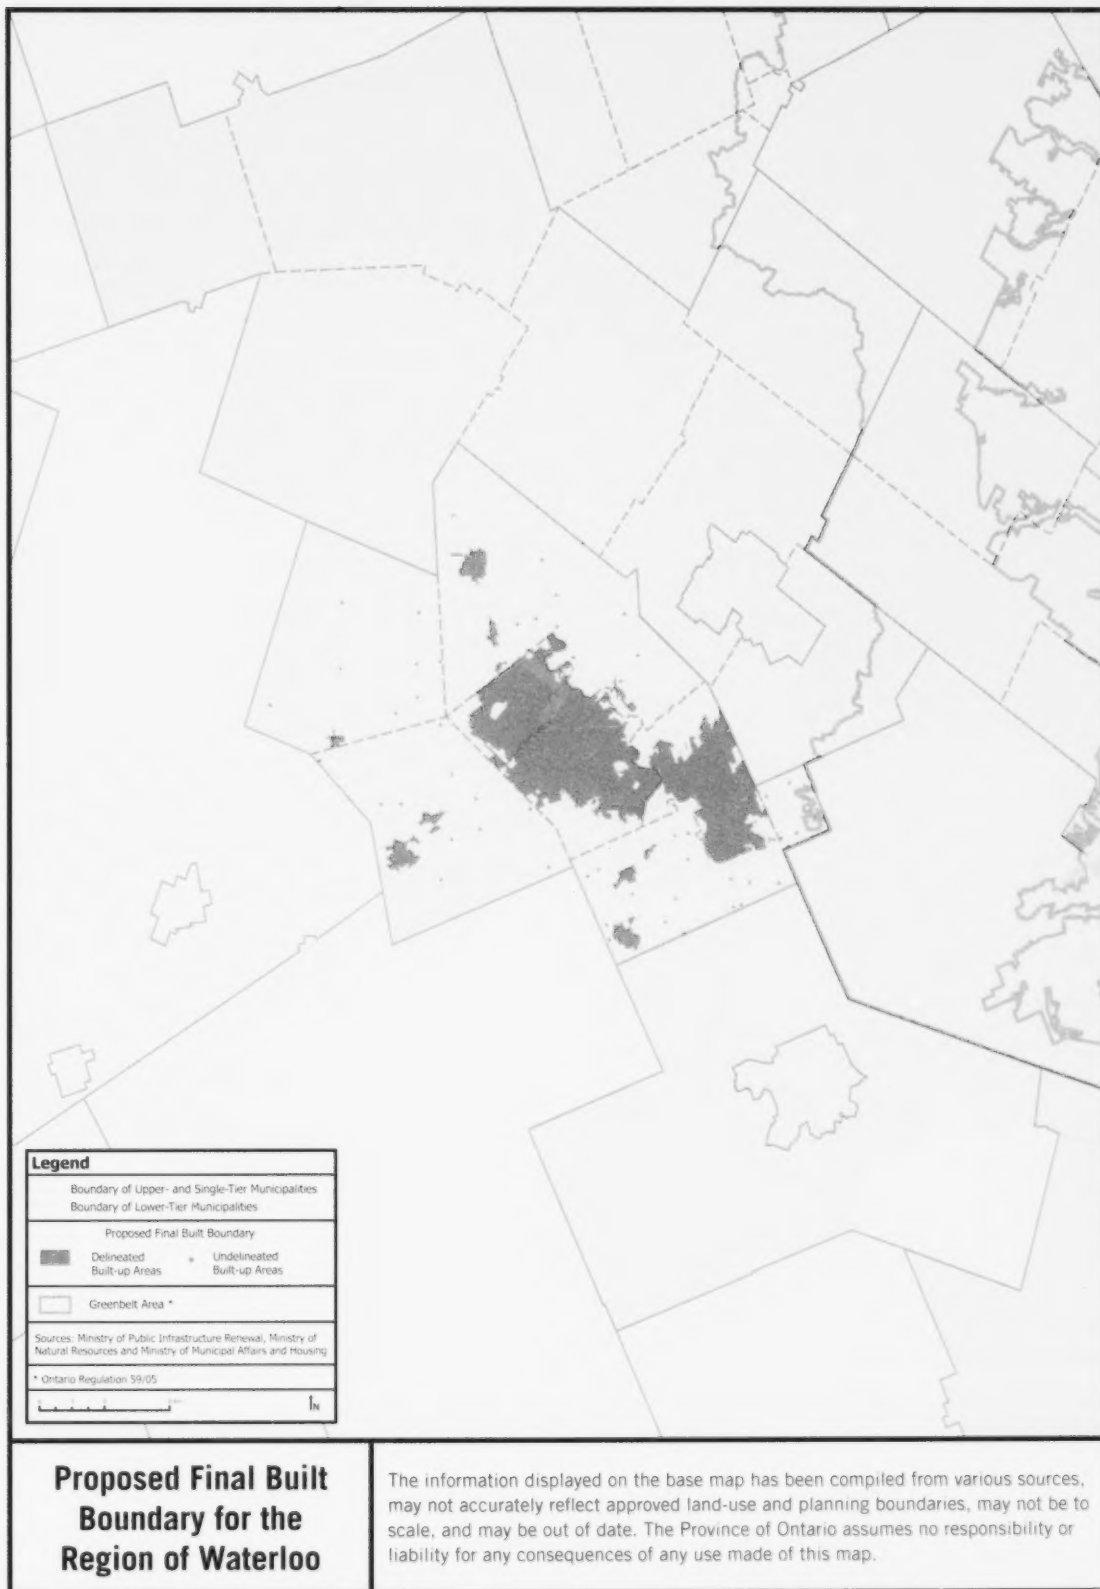 Legend
Boundary of Upper- and Single-Tier Municipalities
Boundary of Lower-Tier Municipalities
Proposed Final Built Boundary
Delineated
Built-up Areas
Undelineated
Built-up Areas
Greenbelt Area *
Sources: Ministry of Public Infrastructure Renewal, Ministry of
Natural Resources and Ministry of Municipal Affairs and Housing
* Ontario Regulation 59/05
N
Proposed Final Built
Boundary for the
Region of Waterloo
The information displayed on the base map has been compiled from various sources,
may not accurately reflect approved land-use and planning boundaries, may not be to
scale, and may be out of date. The Province of Ontario assumes no responsibility or
liability for any consequences of any use made of this map.